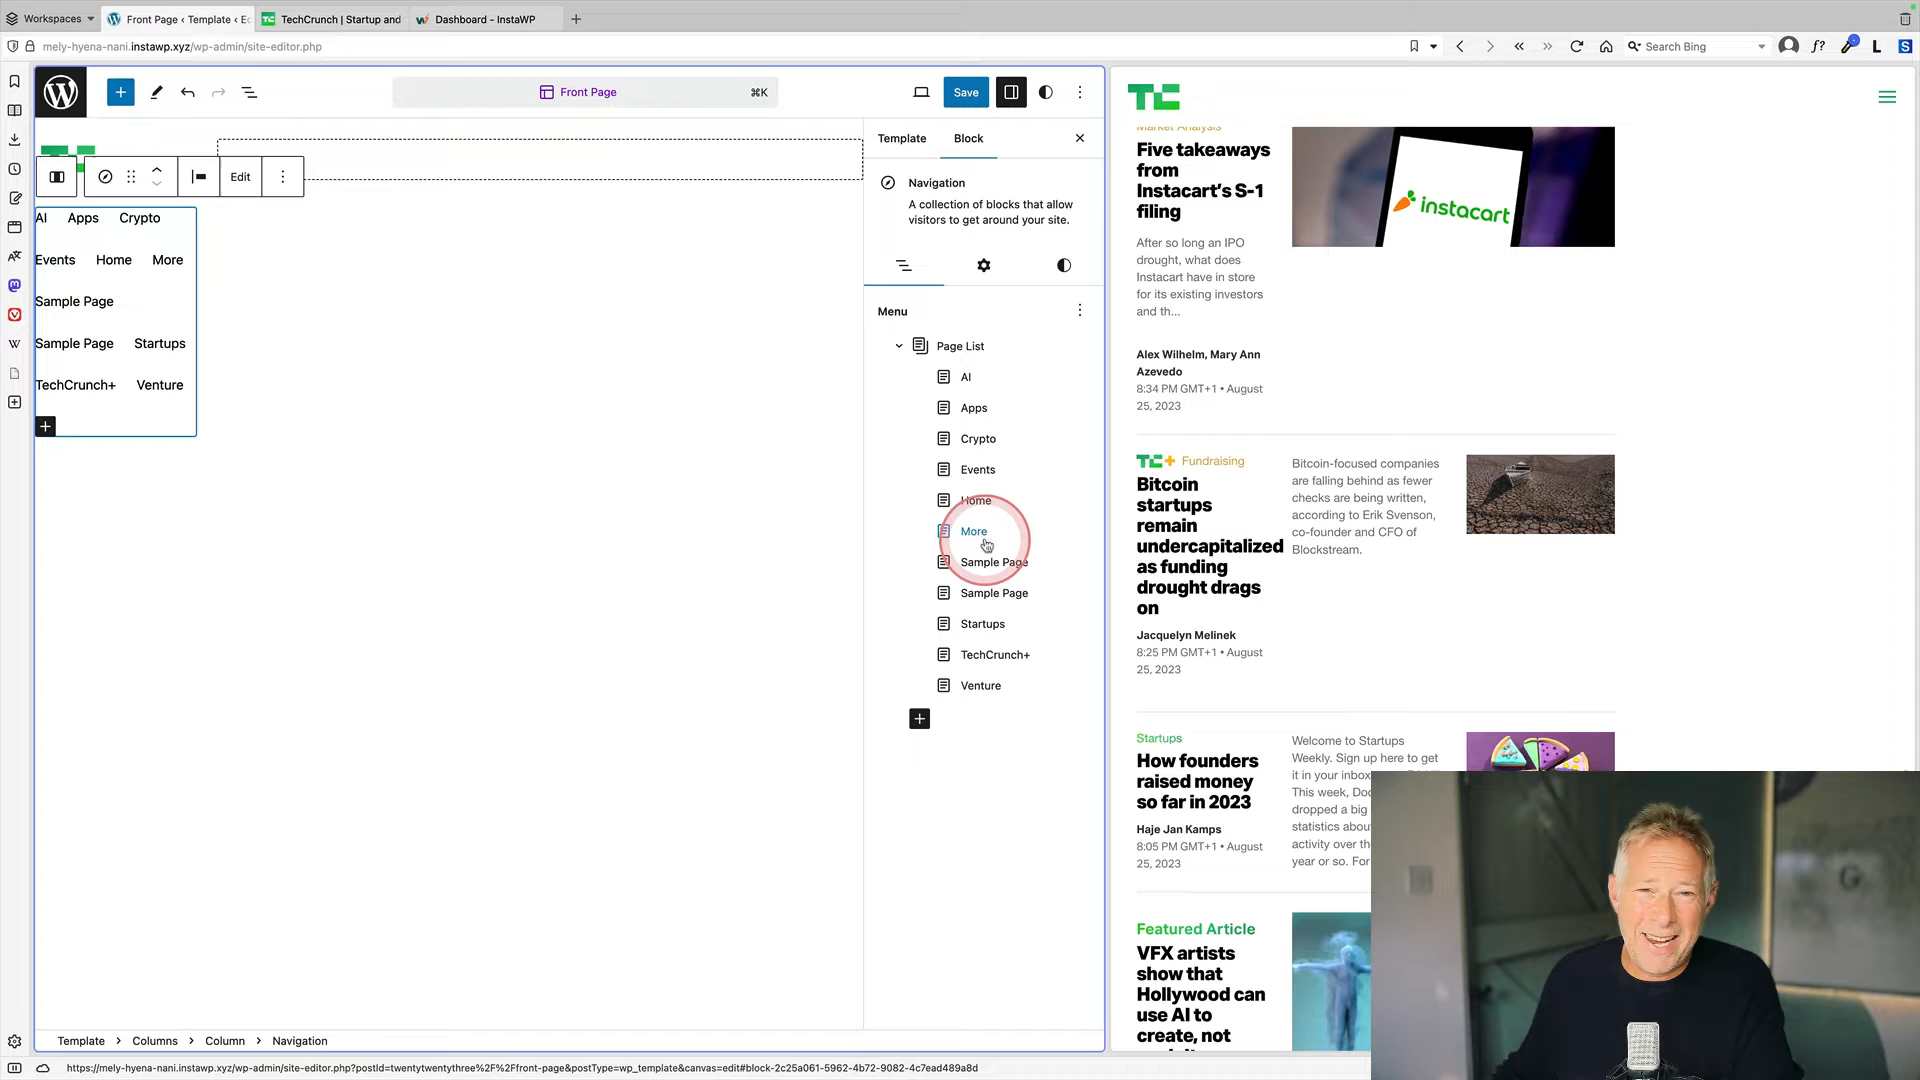 Workspaces
Front Page ‹ Template ‹ Ec
TechCrunch | Startup and
Dashboard - InstaWP
mely-hyena-nani.instawp.xyz/wp-admin/site-editor.php
Search Bing
f?
L
S
Front Page
⌘K
Save
Edit
AI Apps Crypto
Events Home More
Sample Page
Sample Page Startups
TechCrunch+ Venture
Template
Block
Navigation
A collection of blocks that allow
visitors to get around your site.
Menu
Page List
AI
Apps
Crypto
Events
Home
More
Sample Page
Sample Page
Startups
TechCrunch+
Venture
Template
Columns
Column
Navigation
https://mely-hyena-nani.instawp.xyz/wp-admin/site-editor.php?postId=twentytwentythree%2F%2Ffront-page&postType=wp_template&canvas=edit#block-2c25a061-5962-4b72-9082-4c7ead489a8d
TC
Market Analysis
Five takeaways
from
Instacart's S-1
filing
After so long an IPO
drought, what does
Instacart have in store
for its existing investors
and th...
Alex Wilhelm, Mary Ann
Azevedo
8:34 PM GMT+1 • August
25, 2023
instacart
TC+ Fundraising
Bitcoin
startups
remain
undercapitalized
as funding
drought drags
on
Jacquelyn Melinek
8:25 PM GMT+1 • August
25, 2023
Bitcoin-focused companies
are falling behind as fewer
checks are being written,
according to Erik Svenson,
co-founder and CFO of
Blockstream.
Startups
How founders
raised money
so far in 2023
Haje Jan Kamps
8:05 PM GMT+1 • August
25, 2023
Welcome to Startups
Weekly. Sign up here to get
it in your inbox
This week, Do
dropped a big
statistics abou
activity over th
year or so. For
Featured Article
VFX artists
show that
Hollywood can
use AI to
create, not